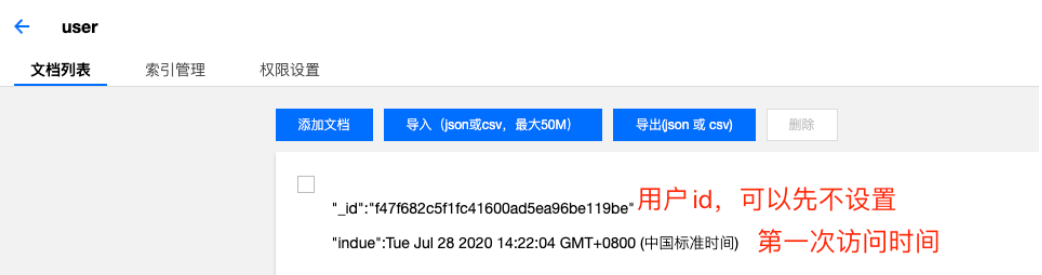 ← user
文档列表 索引管理 权限设置
添加文档 导入（json或csv，最大50M） 导出(json 或 csv) 删除
"_id":"f47f682c5f1fc41600ad5ea96be119be" 用户id，可以先不设置
"indue":Tue Jul 28 2020 14:22:04 GMT+0800 (中国标准时间) 第一次访问时间